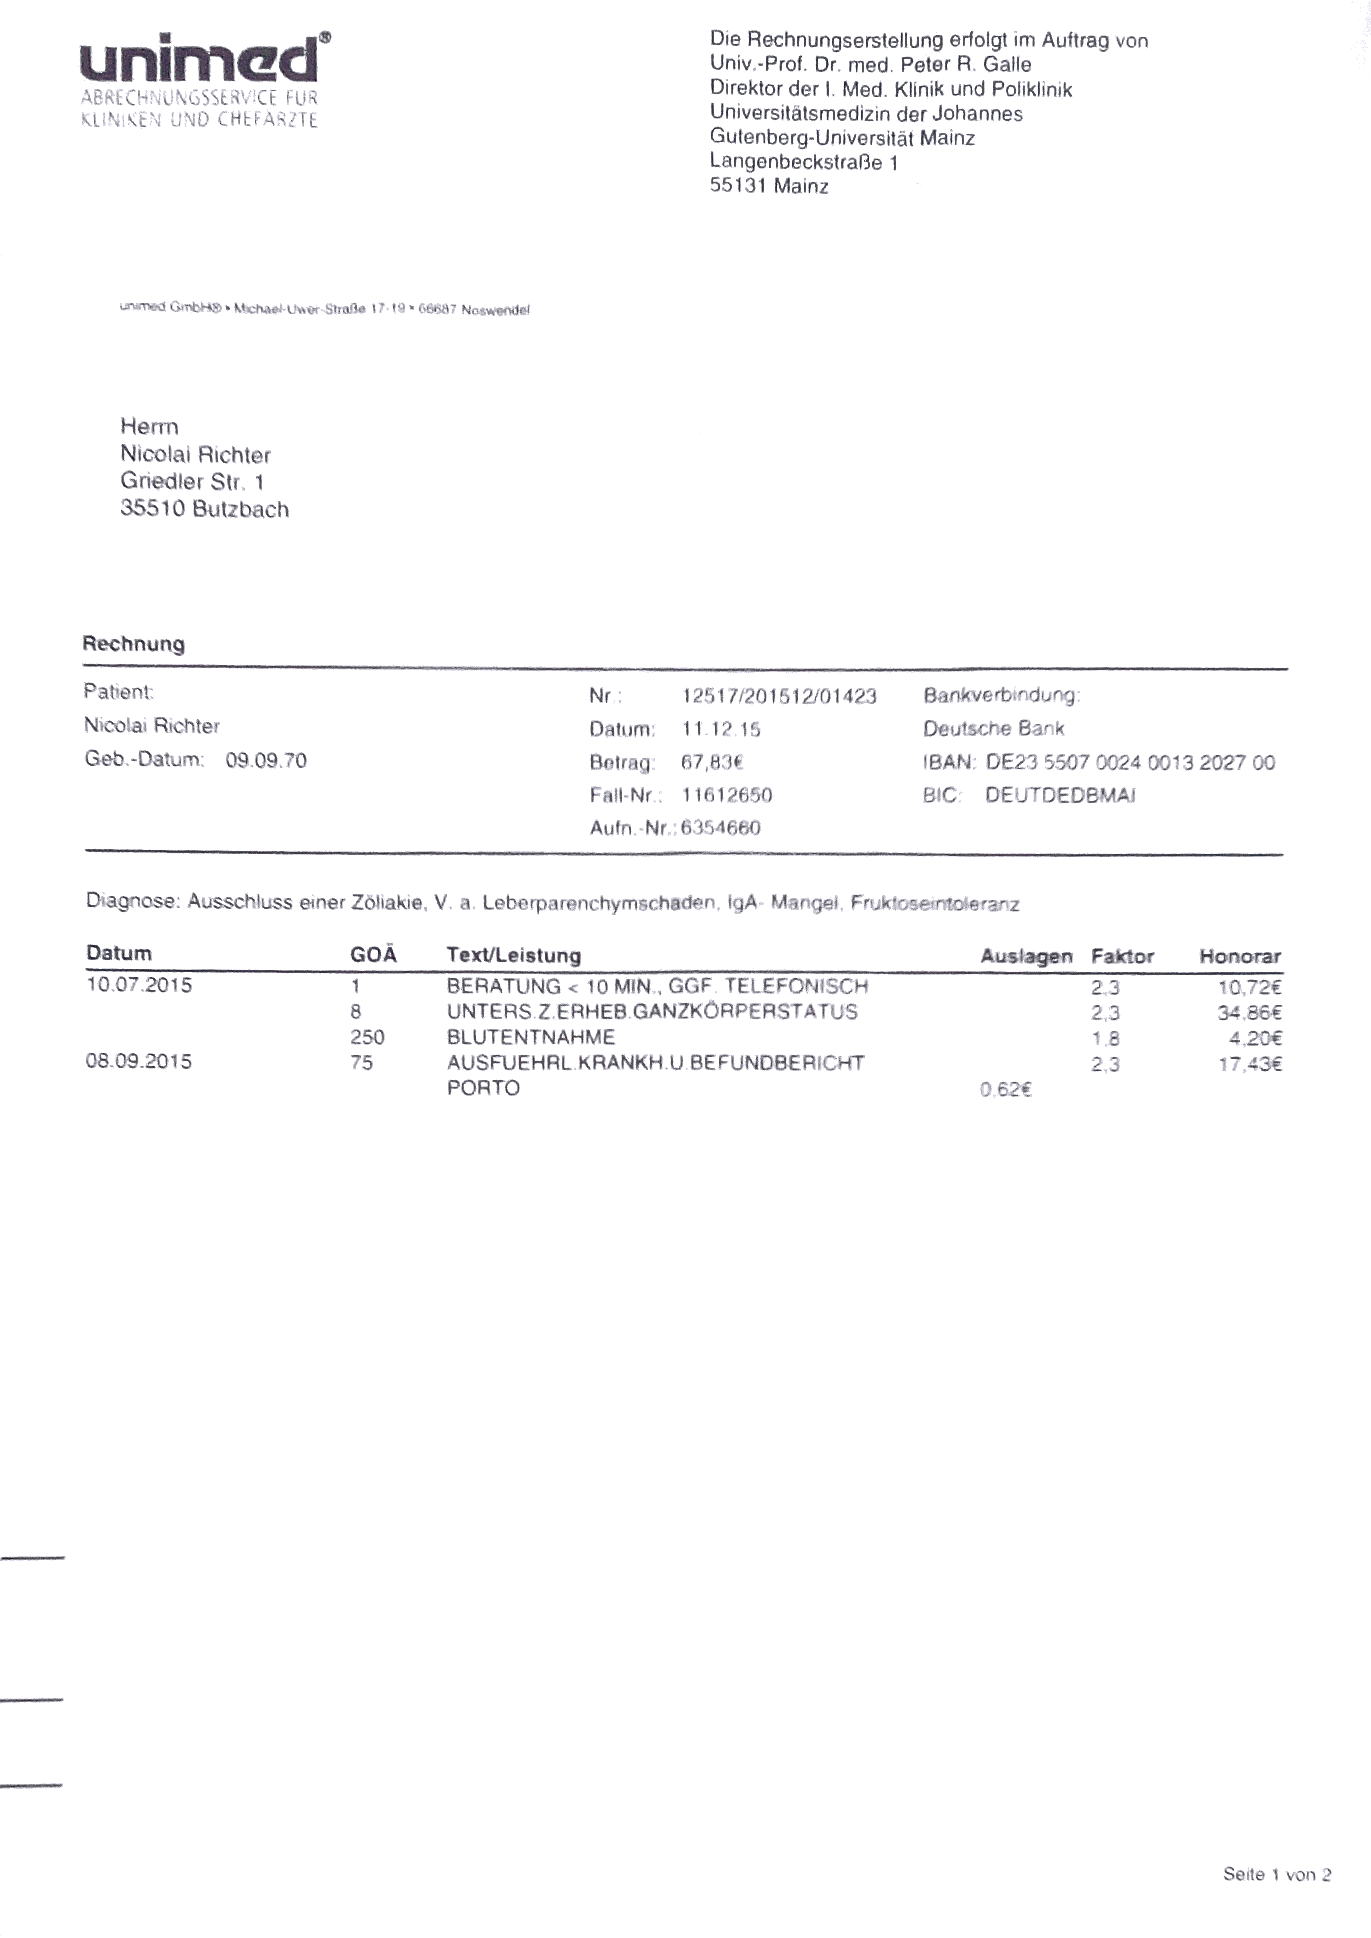 unimed®
ABRECHNUNGSSERVICE FÜR
KLINIKEN UND CHEFÄRZTE
Die Rechnungserstellung erfolgt im Auftrag von
Univ.-Prof. Dr. med. Peter R. Galle
Direktor der I. Med. Klinik und Poliklinik
Universitätsmedizin der Johannes
Gutenberg-Universität Mainz
Langenbeckstraße 1
55131 Mainz
unimed GmbH® • Michael-Uwer-Straße 17-19 • 66687 Noswendel
Herrn
Nicolai Richter
Griedler Str. 1
35510 Butzbach
Rechnung
Patient: Nr.: 12517/201512/01423 Bankverbindung:
Nicolai Richter Datum: 11.12.15 Deutsche Bank
Geb.-Datum: 09.09.70 Betrag: 67,83€ IBAN: DE23 5507 0024 0013 2027 00
Fall-Nr.: 11612650 BIC: DEUTDEDBMAI
Aufn.-Nr.: 6354660
Diagnose: Ausschluss einer Zöliakie, V. a. Leberparenchymschaden, IgA- Mangel, Fruktoseintoleranz
Datum GOÄ Text/Leistung Auslagen Faktor Honorar
10.07.2015 1 BERATUNG < 10 MIN., GGF. TELEFONISCH 2,3 10,72€
8 UNTERS.Z.ERHEB.GANZKÖRPERSTATUS 2,3 34,86€
250 BLUTENTNAHME 1,8 4,20€
08.09.2015 75 AUSFUEHRL.KRANKH.U.BEFUNDBERICHT 2,3 17,43€
PORTO 0,62€
Seite 1 von 2